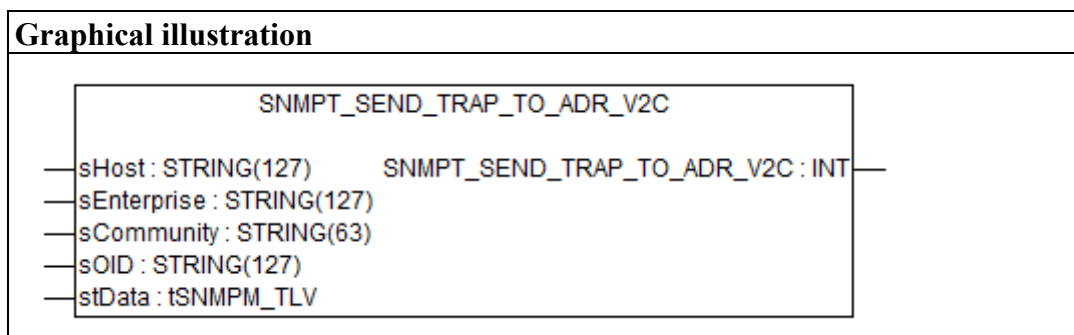 Graphical illustration
SNMPT_SEND_TRAP_TO_ADR_V2C
sHost : STRING(127) SNMPT_SEND_TRAP_TO_ADR_V2C : INT
sEnterprise : STRING(127)
sCommunity : STRING(63)
sOID : STRING(127)
stData : tSNMPM_TLV